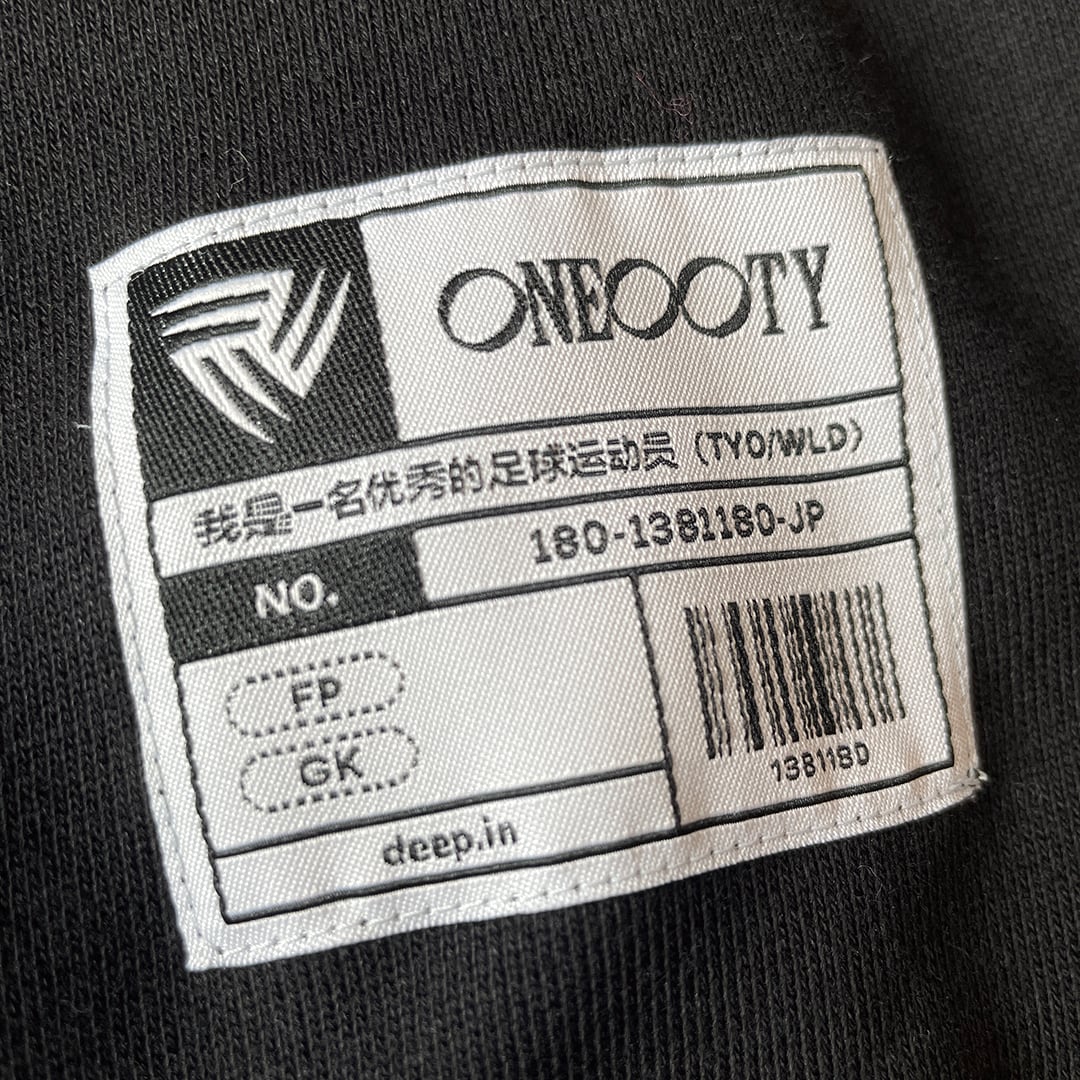 ONEOOTY
我是一名优秀的足球运动员（TYO/WLD）
NO.
180-1381180-JP
FP
GK
1381180
deep.in